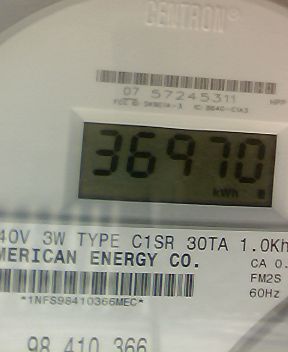 CENTRON®
07 57245311
36970
kWh
40V 3W TYPE C1SR 30TA 1.0Kh
MERICAN ENERGY CO.
CA 0.
FM2S
60Hz
*1NFS98410366MEC*
98 410 366